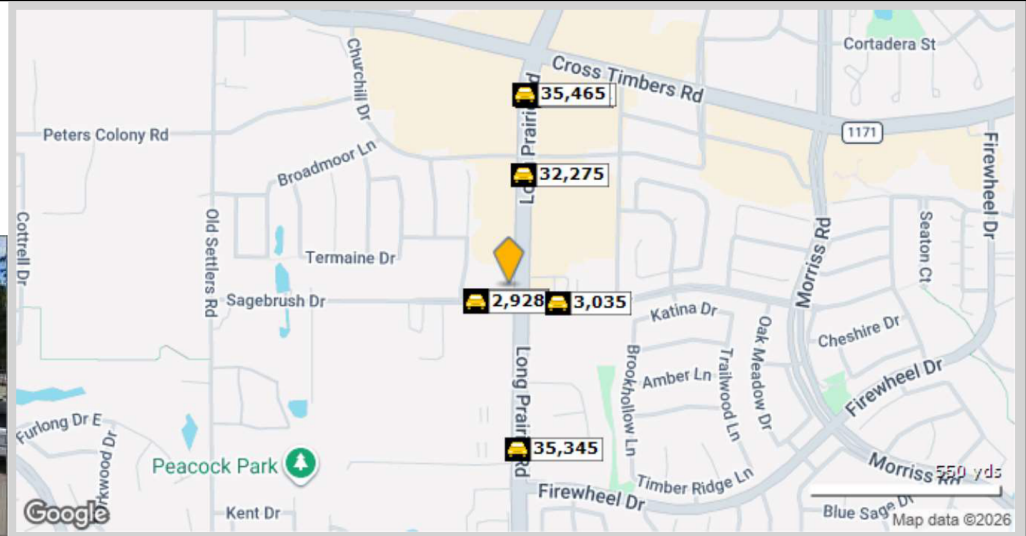 Cortadera St
Churchill Dr
Cross Timbers Rd
35,465
1171
Peters Colony Rd
Firewheel Dr
Broadmoor Ln
32,275
Cottrell Dr
Old Settlers Rd
Seaton Ct
Morriss Rd
Termaine Dr
Sagebrush Dr
2,928
3,035
Katina Dr
Cheshire Dr
Oak Meadow Dr
Brookhollow Ln
Trailwood Ln
Long Prairie Rd
Amber Ln
Firewheel Dr
Furlong Dr E
35,345
Peacock Park
Morriss Rd
550 yds
Timber Ridge Ln
Firewheel Dr
Kent Dr
Blue Sage Dr
Google
Map data ©2026